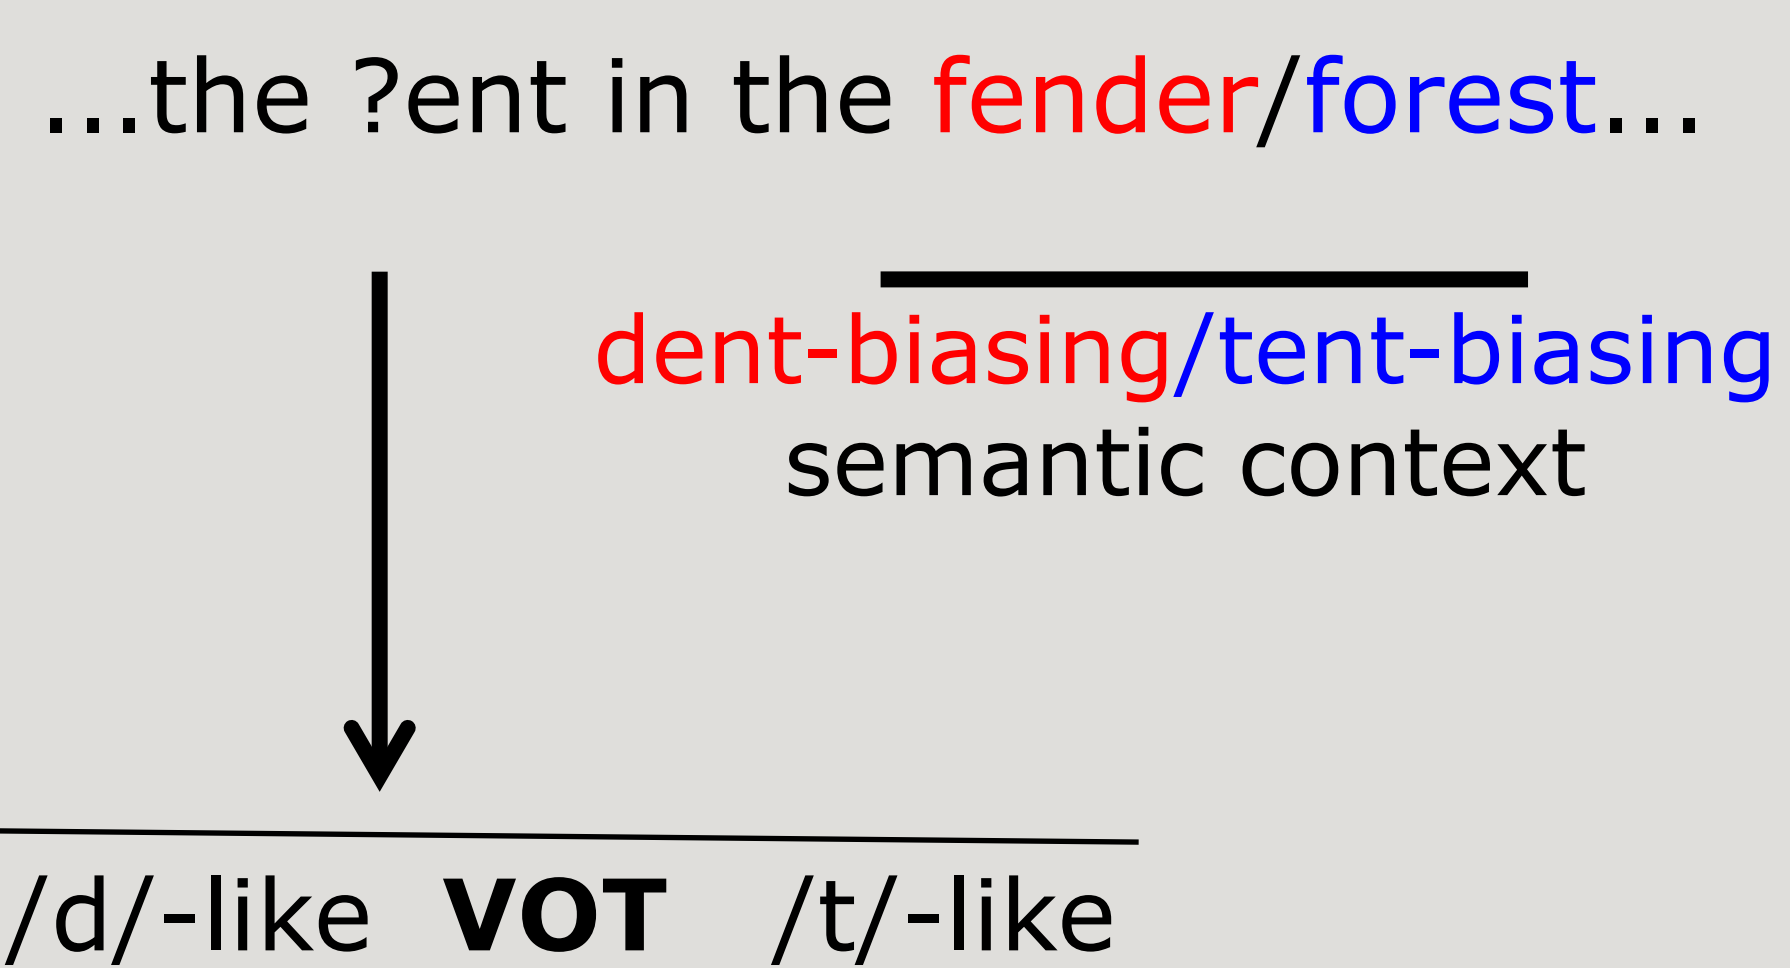 ...the ?ent in the fender/forest...
dent-biasing/tent-biasing
semantic context
/d/-like VOT /t/-like